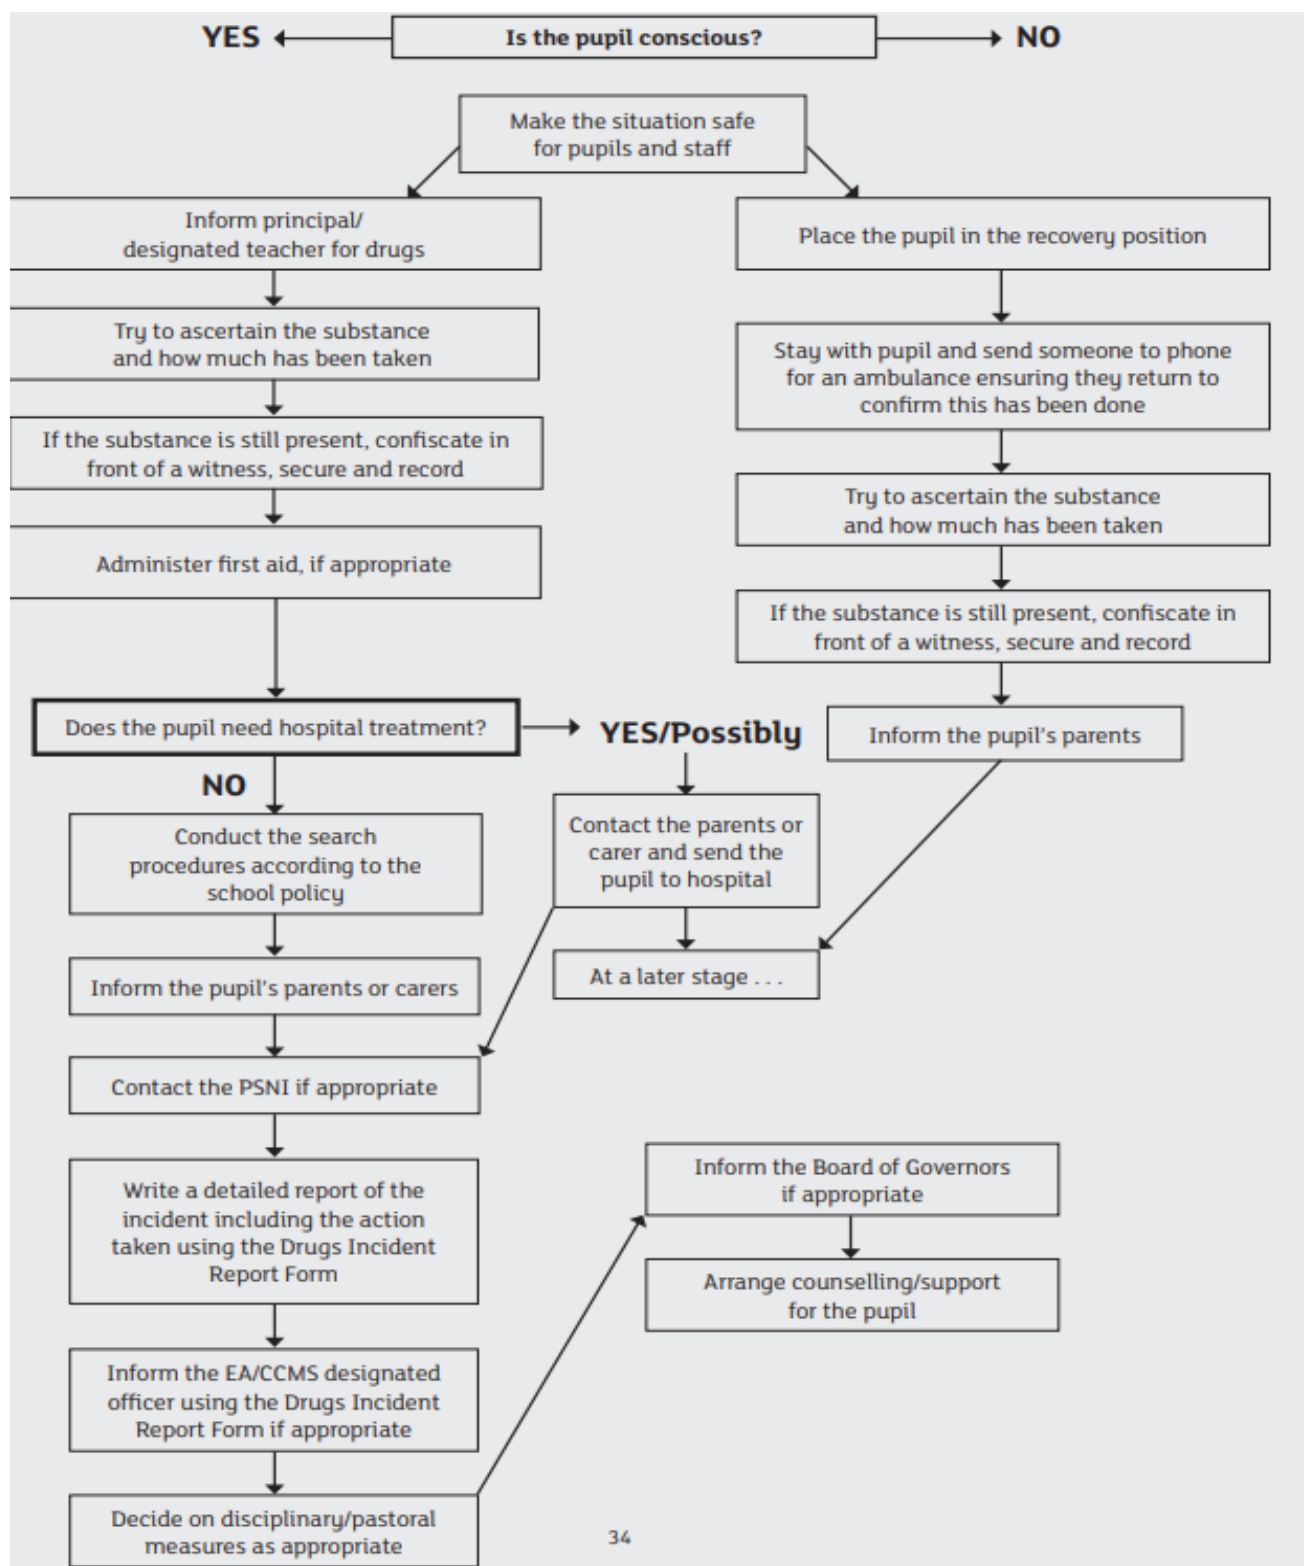 YES
Is the pupil conscious?
NO
Make the situation safe
for pupils and staff
Inform principal/
designated teacher for drugs
Try to ascertain the substance
and how much has been taken
If the substance is still present, confiscate in
front of a witness, secure and record
Administer first aid, if appropriate
Place the pupil in the recovery position
Stay with pupil and send someone to phone
for an ambulance ensuring they return to
confirm this has been done
Try to ascertain the substance
and how much has been taken
If the substance is still present, confiscate in
front of a witness, secure and record
Inform the pupil's parents
Does the pupil need hospital treatment?
YES/Possibly
NO
Contact the parents or
carer and send the
pupil to hospital
At a later stage . . .
Conduct the search
procedures according to the
school policy
Inform the pupil's parents or carers
Contact the PSNI if appropriate
Write a detailed report of the
incident including the action
taken using the Drugs Incident
Report Form
Inform the EA/CCMS designated
officer using the Drugs Incident
Report Form if appropriate
Decide on disciplinary/pastoral
measures as appropriate
Inform the Board of Governors
if appropriate
Arrange counselling/support
for the pupil
34